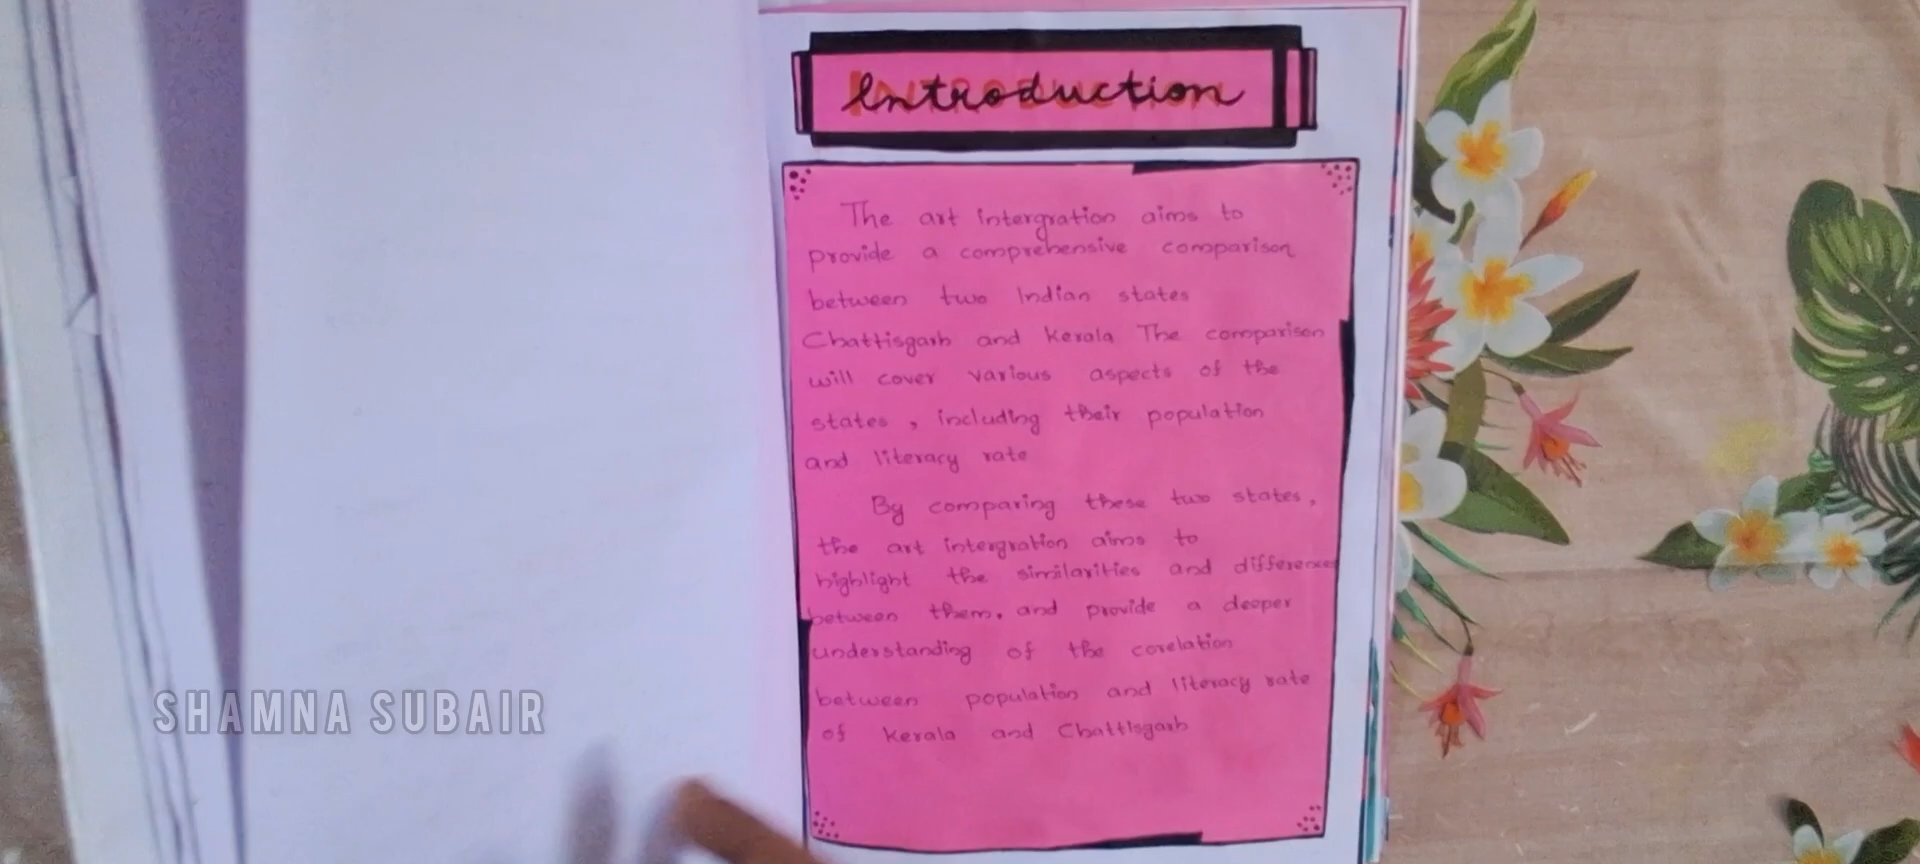 Introduction
The art intergration aims to
provide a comprehensive comparison
between two Indian states
Chattisgarh and Kerala The comparison
will cover various aspects of the
states , including their population
and literacy rate
By comparing these two states,
the art intergration aims to
highlight the similarities and differences
between them. and provide a deeper
understanding of the corelation
between population and literacy rate
of Kerala and Chattisgarh
SHAMNA SUBAIR